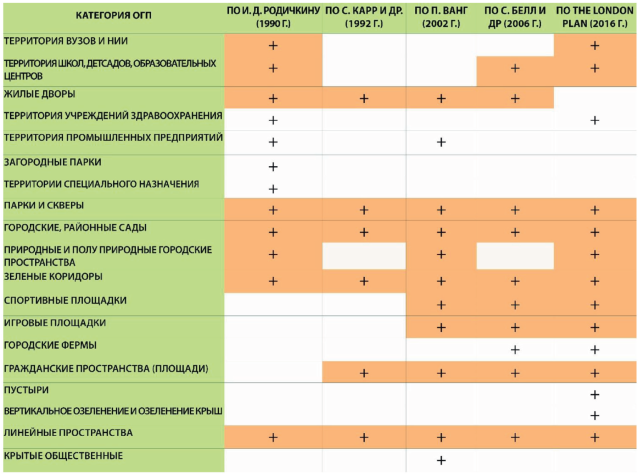 КАТЕГОРИЯ ОГП
ПО И. Д. РОДИЧКИНУ
(1990 Г.)
ПО С. КАРР И ДР.
(1992 Г.)
ПО П. ВАНГ
(2002 Г.)
ПО С. БЕЛЛ И
ДР (2006 Г.)
ПО THE LONDON
PLAN (2016 Г.)
ТЕРРИТОРИЯ ВУЗОВ И НИИ
+ +
ТЕРРИТОРИЯ ШКОЛ, ДЕТСАДОВ, ОБРАЗОВАТЕЛЬНЫХ
ЦЕНТРОВ
+ + +
ЖИЛЫЕ ДВОРЫ
+ + + +
ТЕРРИТОРИЯ УЧРЕЖДЕНИЙ ЗДРАВООХРАНЕНИЯ
+ +
ТЕРРИТОРИЯ ПРОМЫШЛЕННЫХ ПРЕДПРИЯТИЙ
+ +
ЗАГОРОДНЫЕ ПАРКИ
+
ТЕРРИТОРИИ СПЕЦИАЛЬНОГО НАЗНАЧЕНИЯ
+
ПАРКИ И СКВЕРЫ
+ + + + +
ГОРОДСКИЕ, РАЙОННЫЕ САДЫ
+ + + + +
ПРИРОДНЫЕ И ПОЛУ ПРИРОДНЫЕ ГОРОДСКИЕ
ПРОСТРАНСТВА
+ + +
ЗЕЛЕНЫЕ КОРИДОРЫ
+ + + + +
СПОРТИВНЫЕ ПЛОЩАДКИ
+ + +
ИГРОВЫЕ ПЛОЩАДКИ
+ + +
ГОРОДСКИЕ ФЕРМЫ
+ +
ГРАЖДАНСКИЕ ПРОСТРАНСТВА (ПЛОЩАДИ)
+ + + +
ПУСТЫРИ
+
ВЕРТИКАЛЬНОЕ ОЗЕЛЕНЕНИЕ И ОЗЕЛЕНЕНИЕ КРЫШ
+
ЛИНЕЙНЫЕ ПРОСТРАНСТВА
+ + + + +
КРЫТЫЕ ОБЩЕСТВЕННЫЕ
+